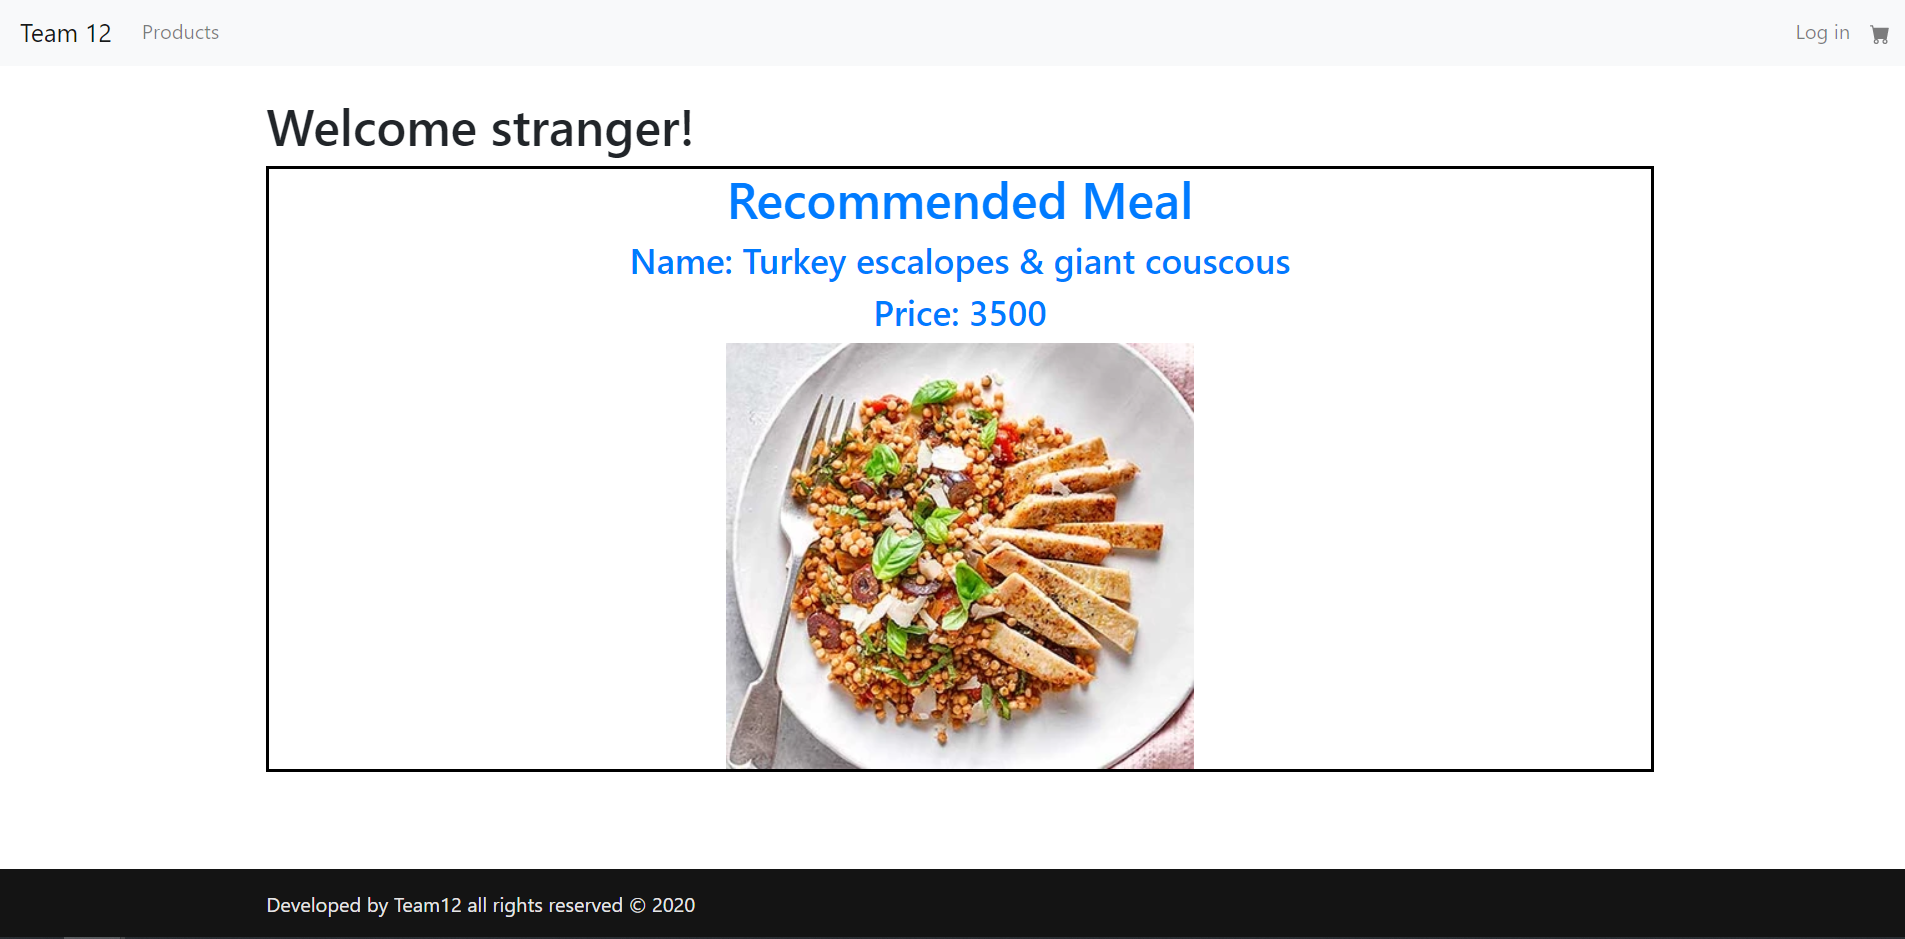 Team 12 Products Log in
Welcome stranger!
Recommended Meal
Name: Turkey escalopes & giant couscous
Price: 3500
Developed by Team12 all rights reserved © 2020